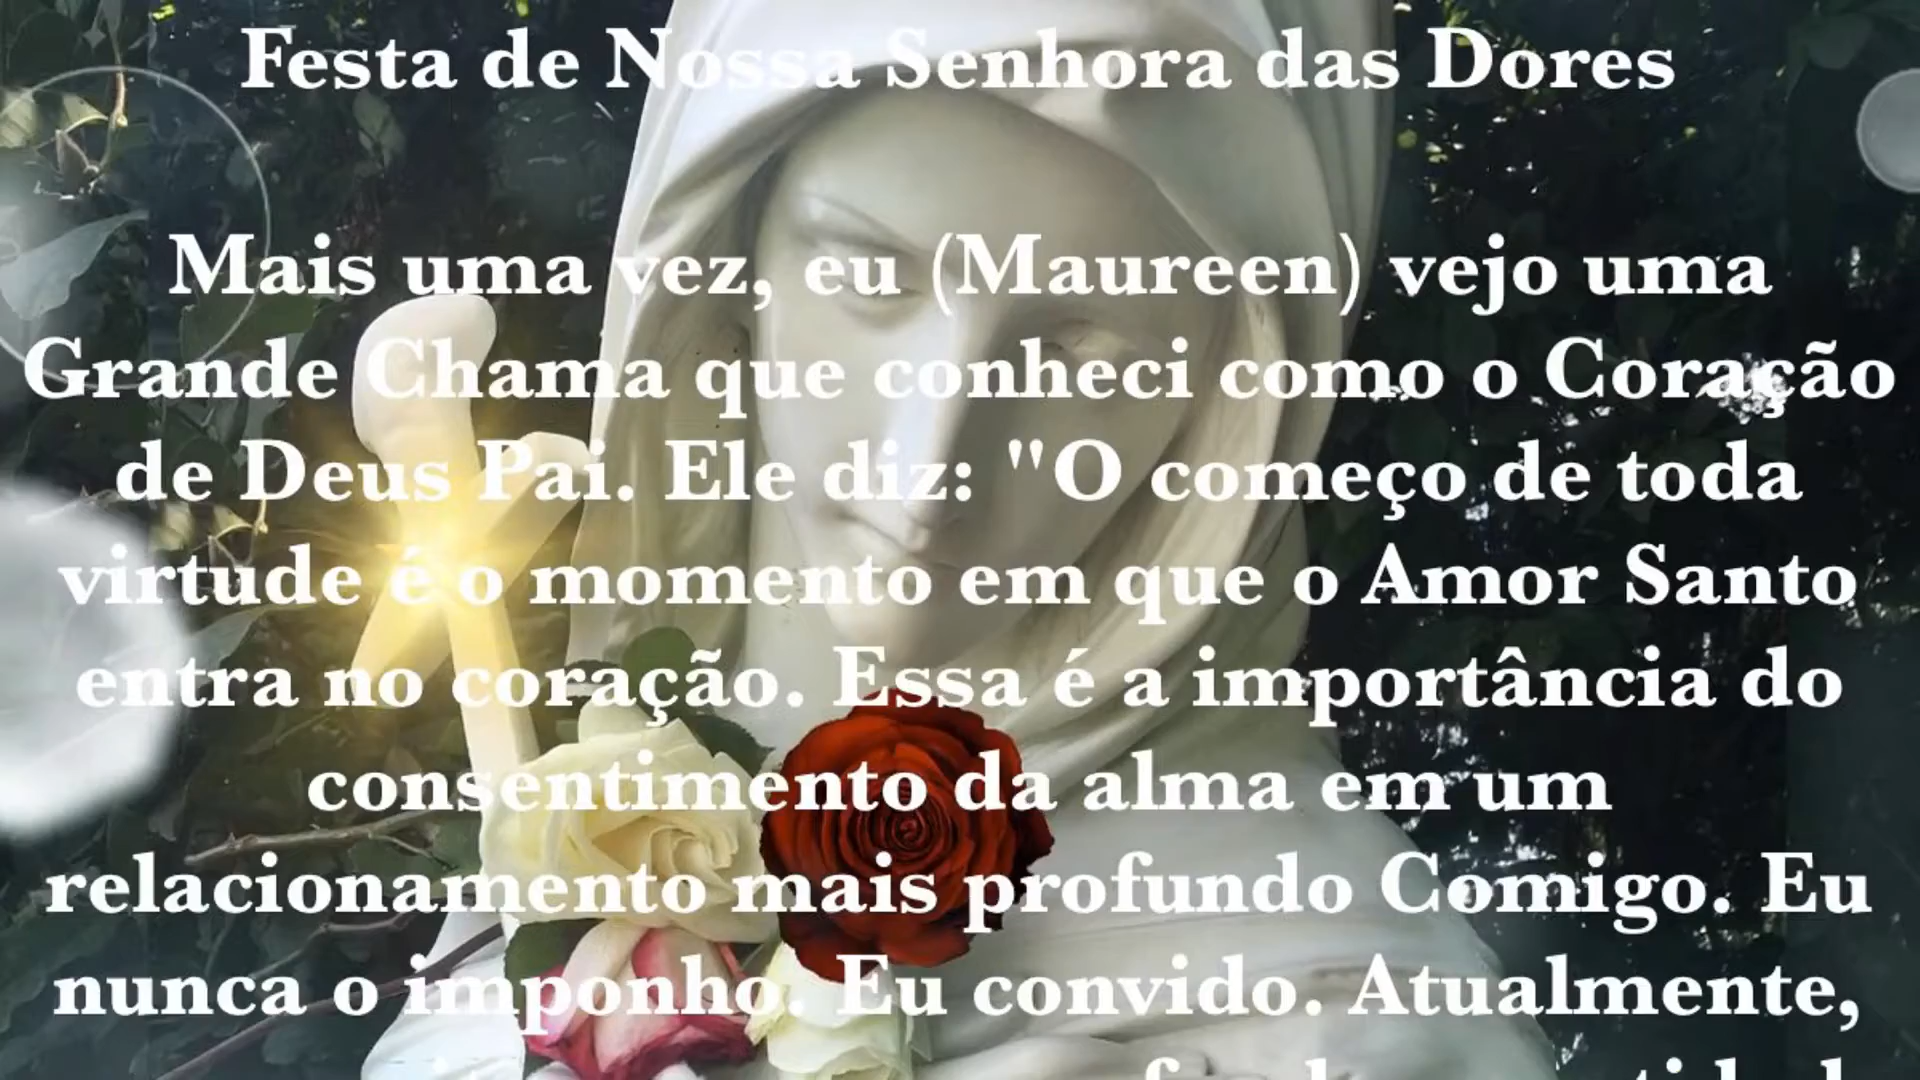 Festa de Nossa Senhora das Dores
Mais uma vez, eu (Maureen) vejo uma
Grande Chama que conheci como o Coração
de Deus Pai. Ele diz: "O começo de toda
virtude é o momento em que o Amor Santo
entra no coração. Essa é a importância do
consentimento da alma em um
relacionamento mais profundo Comigo. Eu
nunca o imponho. Eu convido. Atualmente,